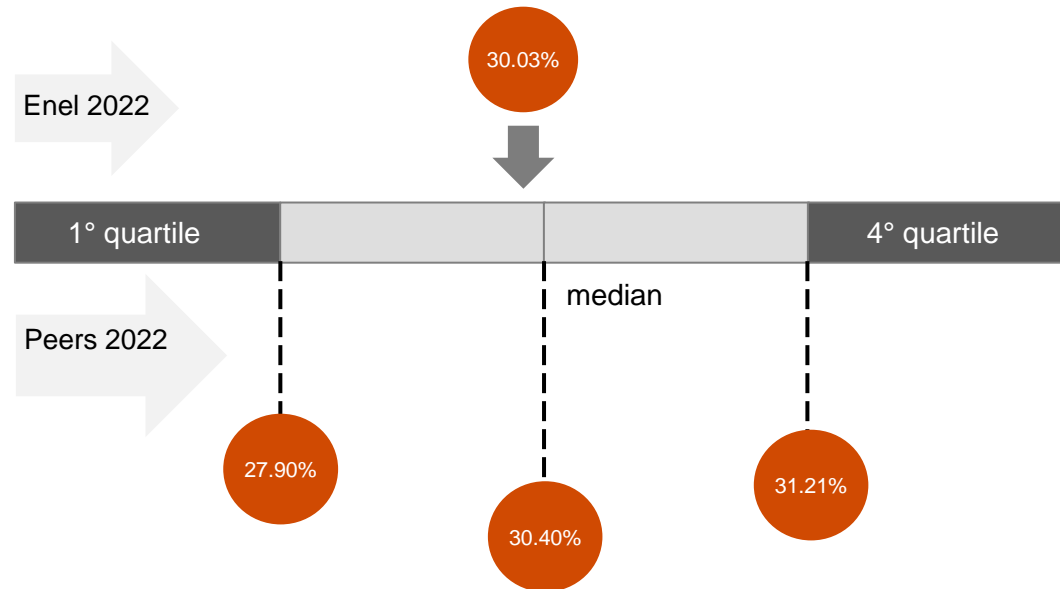 30.03%
Enel 2022
1° quartile
4° quartile
median
Peers 2022
27.90%
30.40%
31.21%